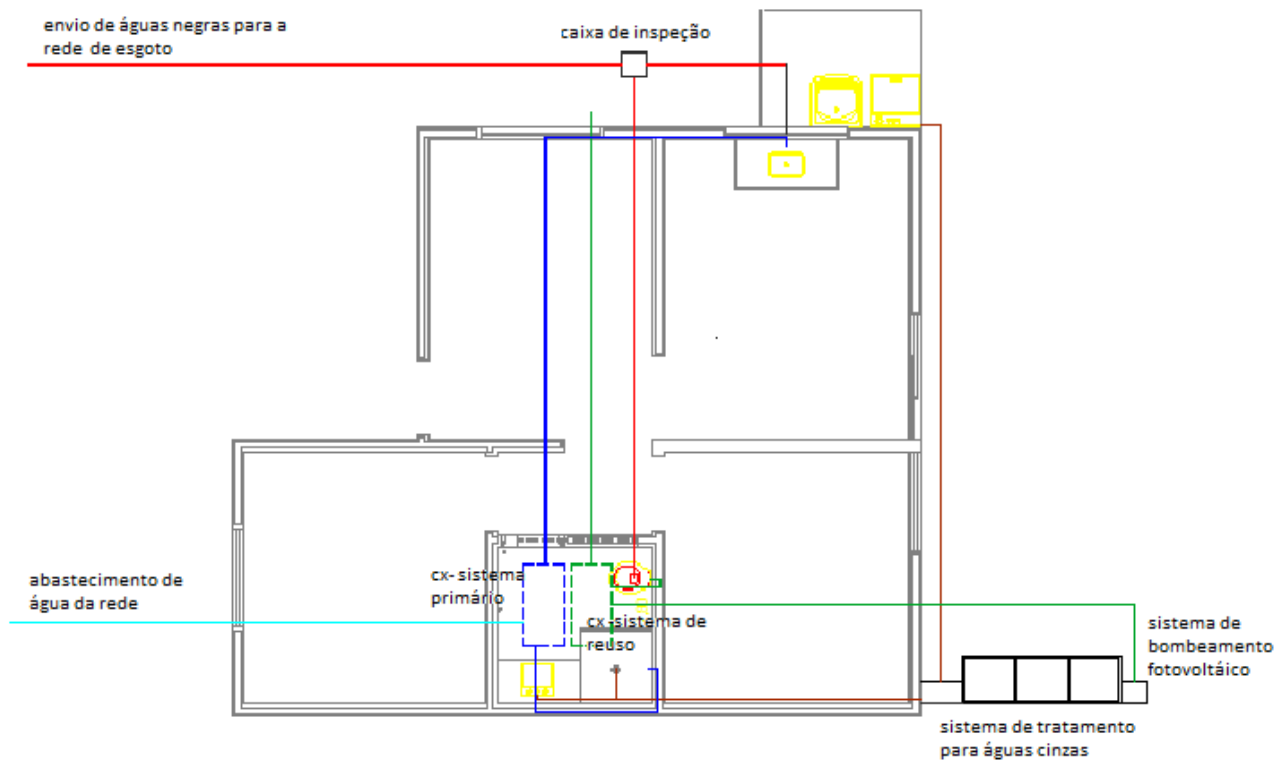 envio de águas negras para a
rede de esgoto
caixa de inspeção
abastecimento de
água da rede
cx- sistema
primário
cx -sistema de
reuso
sistema de
bombeamento
fotovoltáico
sistema de tratamento
para águas cinzas